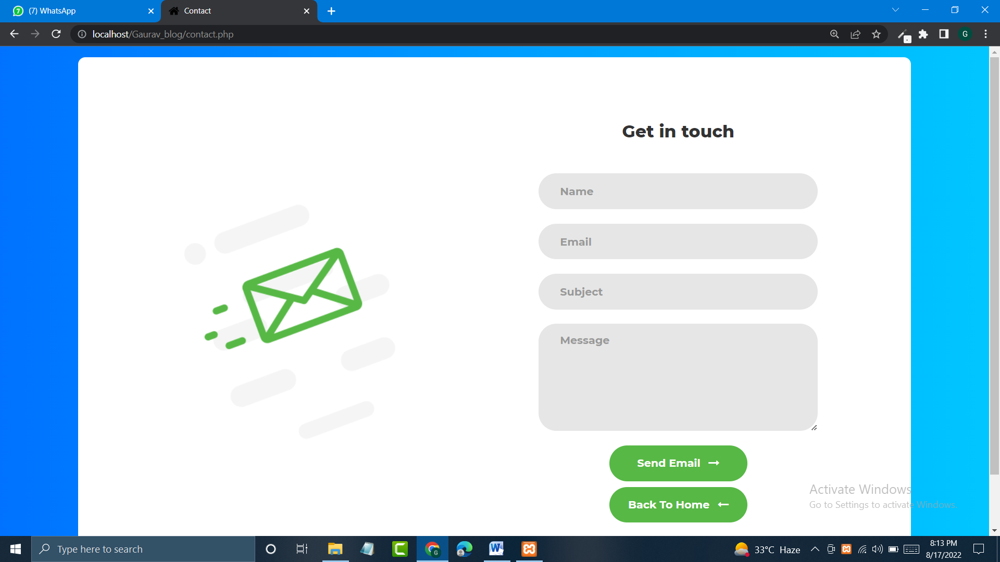 (7) WhatsApp
Contact
localhost/Gaurav_blog/contact.php
G
Get in touch
Name
Email
Subject
Message
Send Email
Back To Home
Activate Windows
Go to Settings to activate Windows.
Type here to search
33°C Haze
8:13 PM
8/17/2022